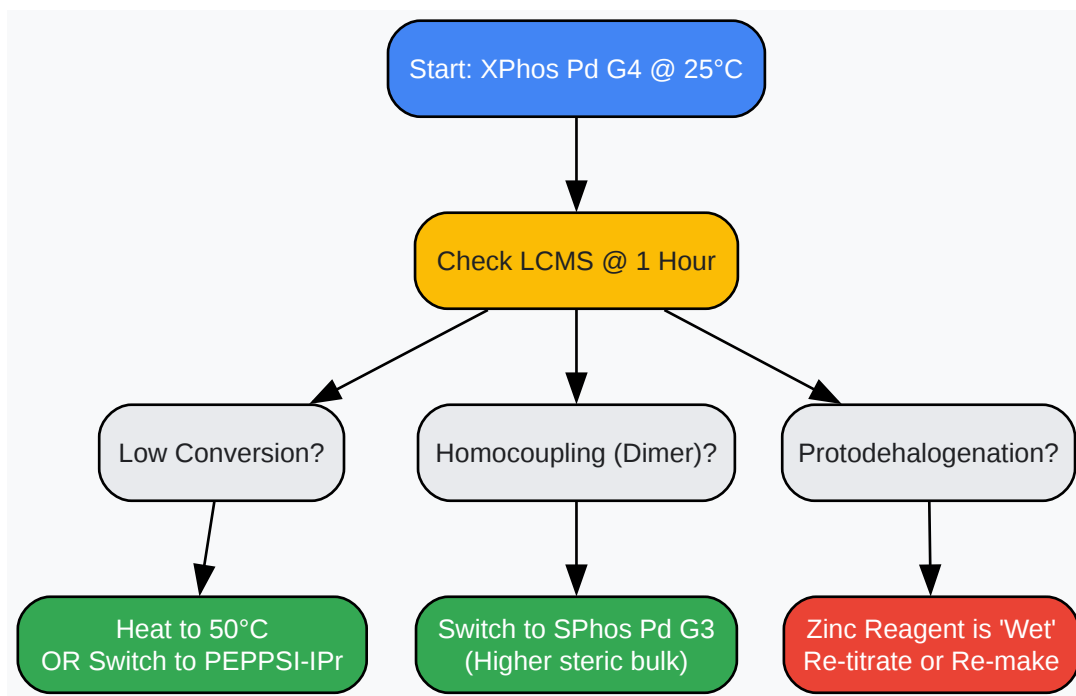 Start: XPhos Pd G4 @ 25°C
Check LCMS @ 1 Hour
Low Conversion?
Homocoupling (Dimer)?
Protodehalogenation?
Heat to 50°C
OR Switch to PEPPSI-IPr
Switch to SPhos Pd G3
(Higher steric bulk)
Zinc Reagent is 'Wet'
Re-titrate or Re-make